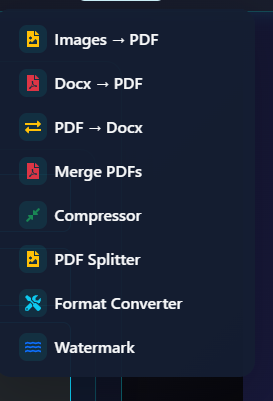 Images → PDF
Docx → PDF
PDF → Docx
Merge PDFs
Compressor
PDF Splitter
Format Converter
Watermark